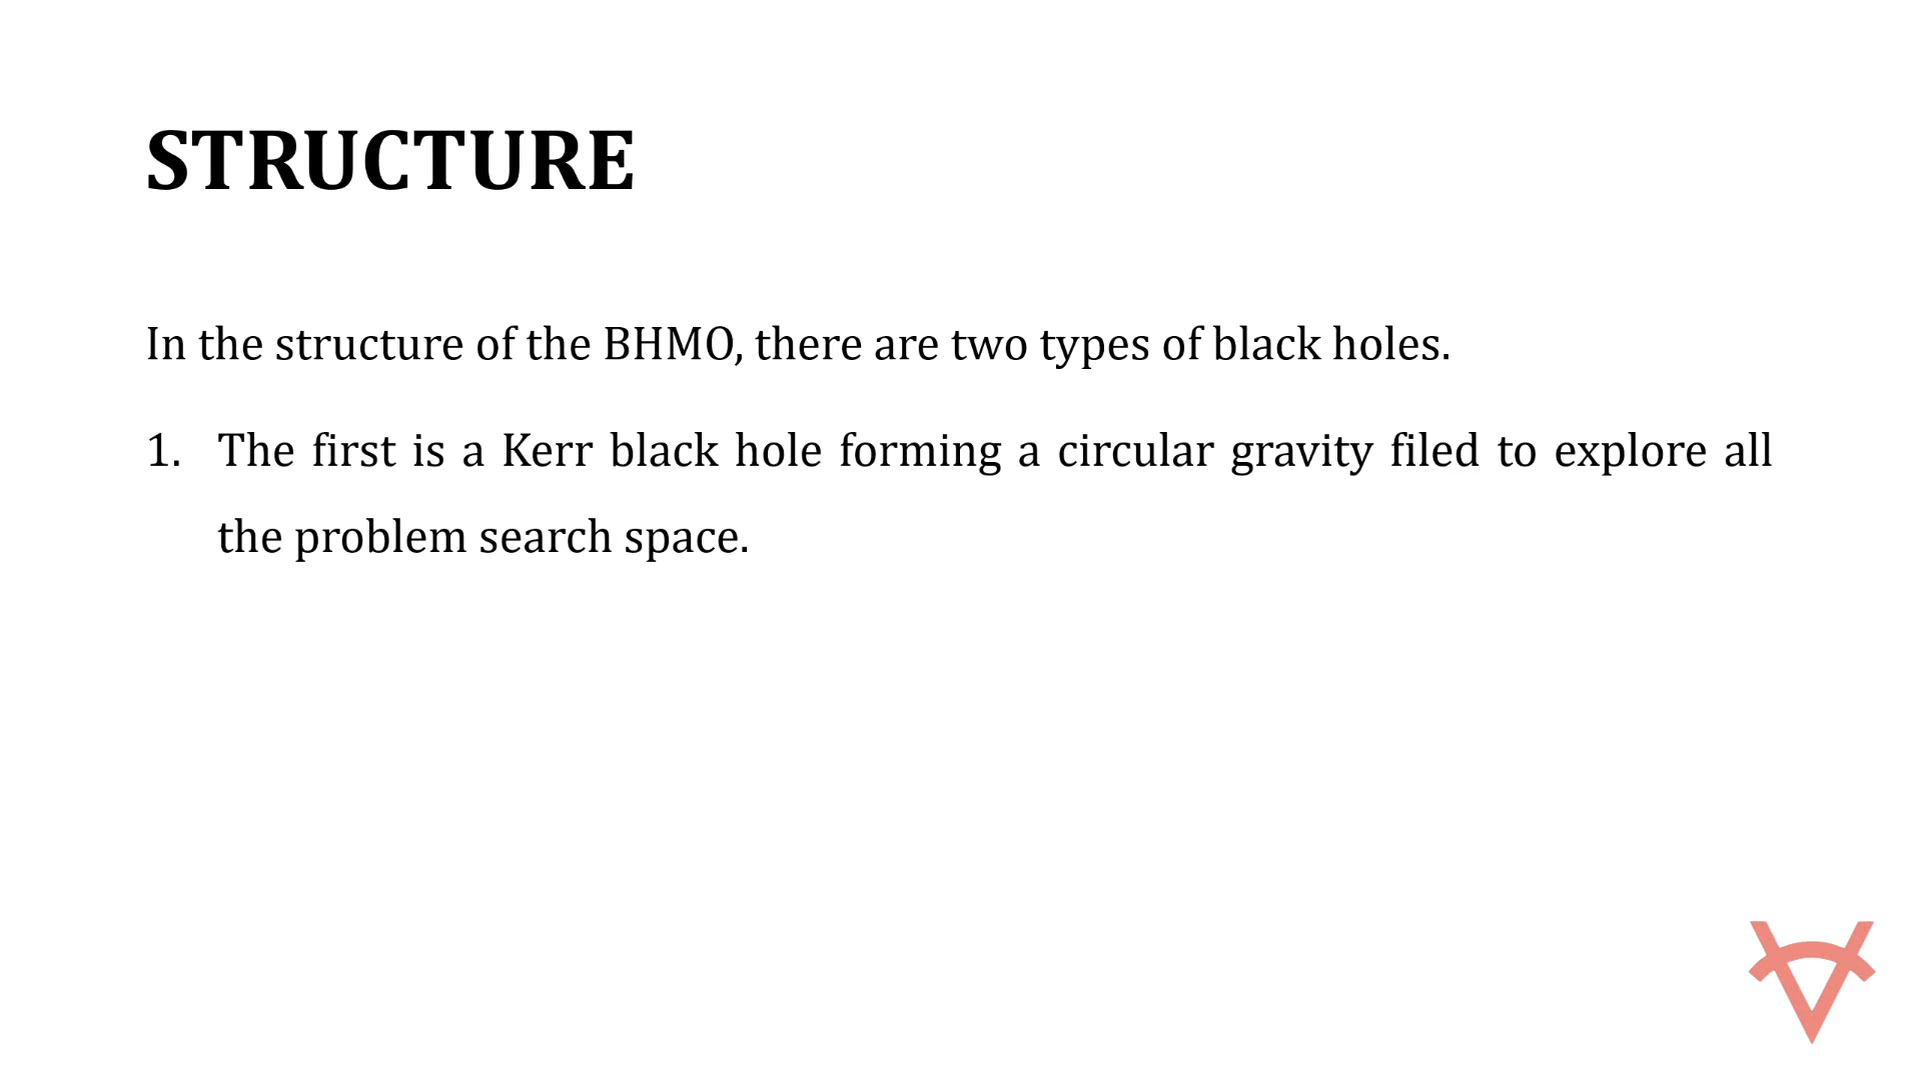 STRUCTURE
In the structure of the BHMO, there are two types of black holes.
1. The first is a Kerr black hole forming a circular gravity filed to explore all
the problem search space.